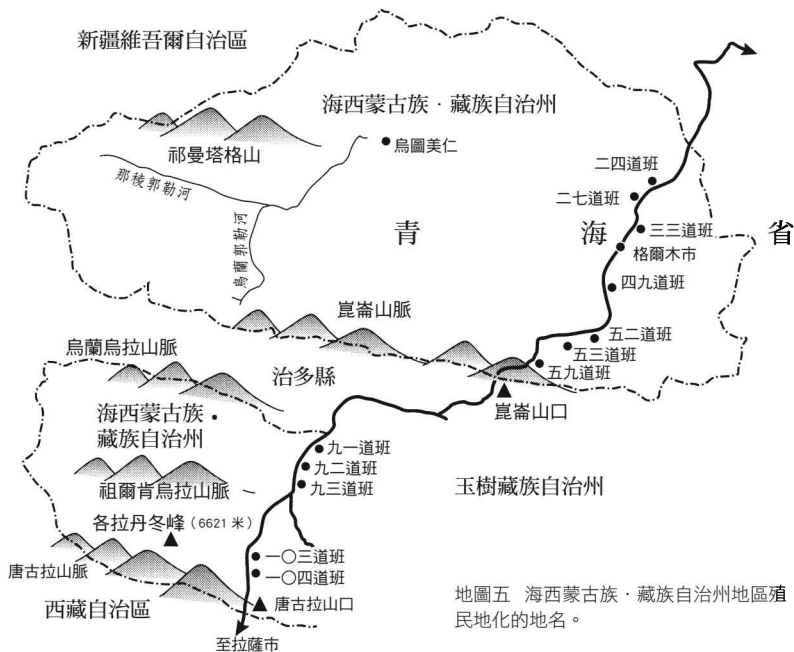 新疆維吾爾自治區
海西蒙古族・藏族自治州
祁曼塔格山
烏圖美仁
那稜郭勒河
烏蘭郭勒河
青海省
二四道班
二七道班
三三道班
格爾木市
四九道班
五二道班
五三道班
五九道班
崑崙山脈
崑崙山口
烏蘭烏拉山脈
治多縣
海西蒙古族・
藏族自治州
九一道班
九二道班
九三道班
玉樹藏族自治州
祖爾肯烏拉山脈
各拉丹冬峰（6621 米）
唐古拉山脈
一〇三道班
一〇四道班
唐古拉山口
西藏自治區
至拉薩市
地圖五 海西蒙古族・藏族自治州地區殖
民地化的地名。